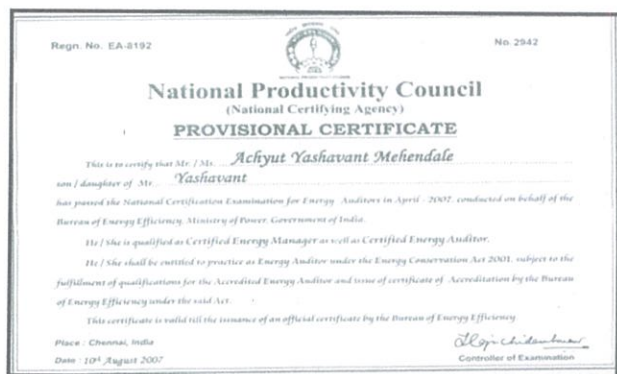 Regn. No. EA-8192
No. 2942
NATIONAL PRODUCTIVITY COUNCIL
National Productivity Council
(National Certifying Agency)
PROVISIONAL CERTIFICATE
This is to certify that Mr. / Ms. Achyut Yashavant Mehendale
son / daughter of Mr. Yashavant
has passed the National Certification Examination for Energy Auditors in April - 2007, conducted on behalf of the
Bureau of Energy Efficiency, Ministry of Power, Government of India.
He / She is qualified as Certified Energy Manager as well as Certified Energy Auditor.
He / She shall be entitled to practice as Energy Auditor under the Energy Conservation Act 2001, subject to the
fulfillment of qualifications for the Accredited Energy Auditor and issue of certificate of Accreditation by the Bureau
of Energy Efficiency under the said Act.
This certificate is valid till the issuance of an official certificate by the Bureau of Energy Efficiency
Place : Chennai, India
Date : 10th August 2007
Controller of Examination